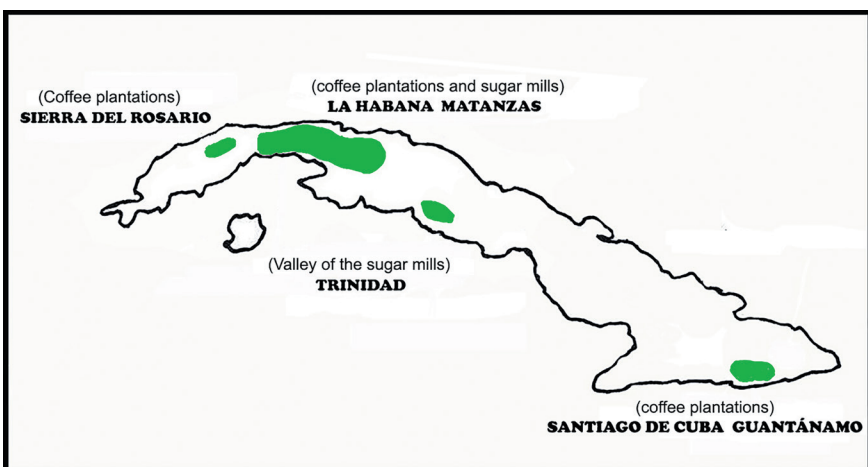 (Coffee plantations)
SIERRA DEL ROSARIO
(coffee plantations and sugar mills)
LA HABANA MATANZAS
(Valley of the sugar mills)
TRINIDAD
(coffee plantations)
SANTIAGO DE CUBA GUANTÁNAMO